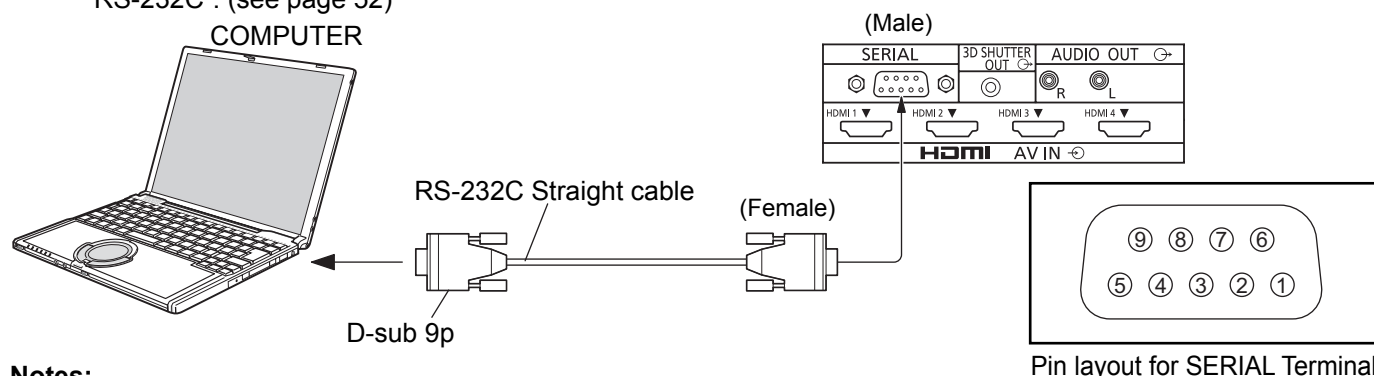 RS-232C : (see page 52)
COMPUTER
(Male)
SERIAL
3D SHUTTER
OUT
AUDIO OUT
R
L
HDMI 1
HDMI 2
HDMI 3
HDMI 4
HDMI AV IN
RS-232C Straight cable
(Female)
D-sub 9p
9 8 7 6
5 4 3 2 1
Pin layout for SERIAL Terminal
Notes: